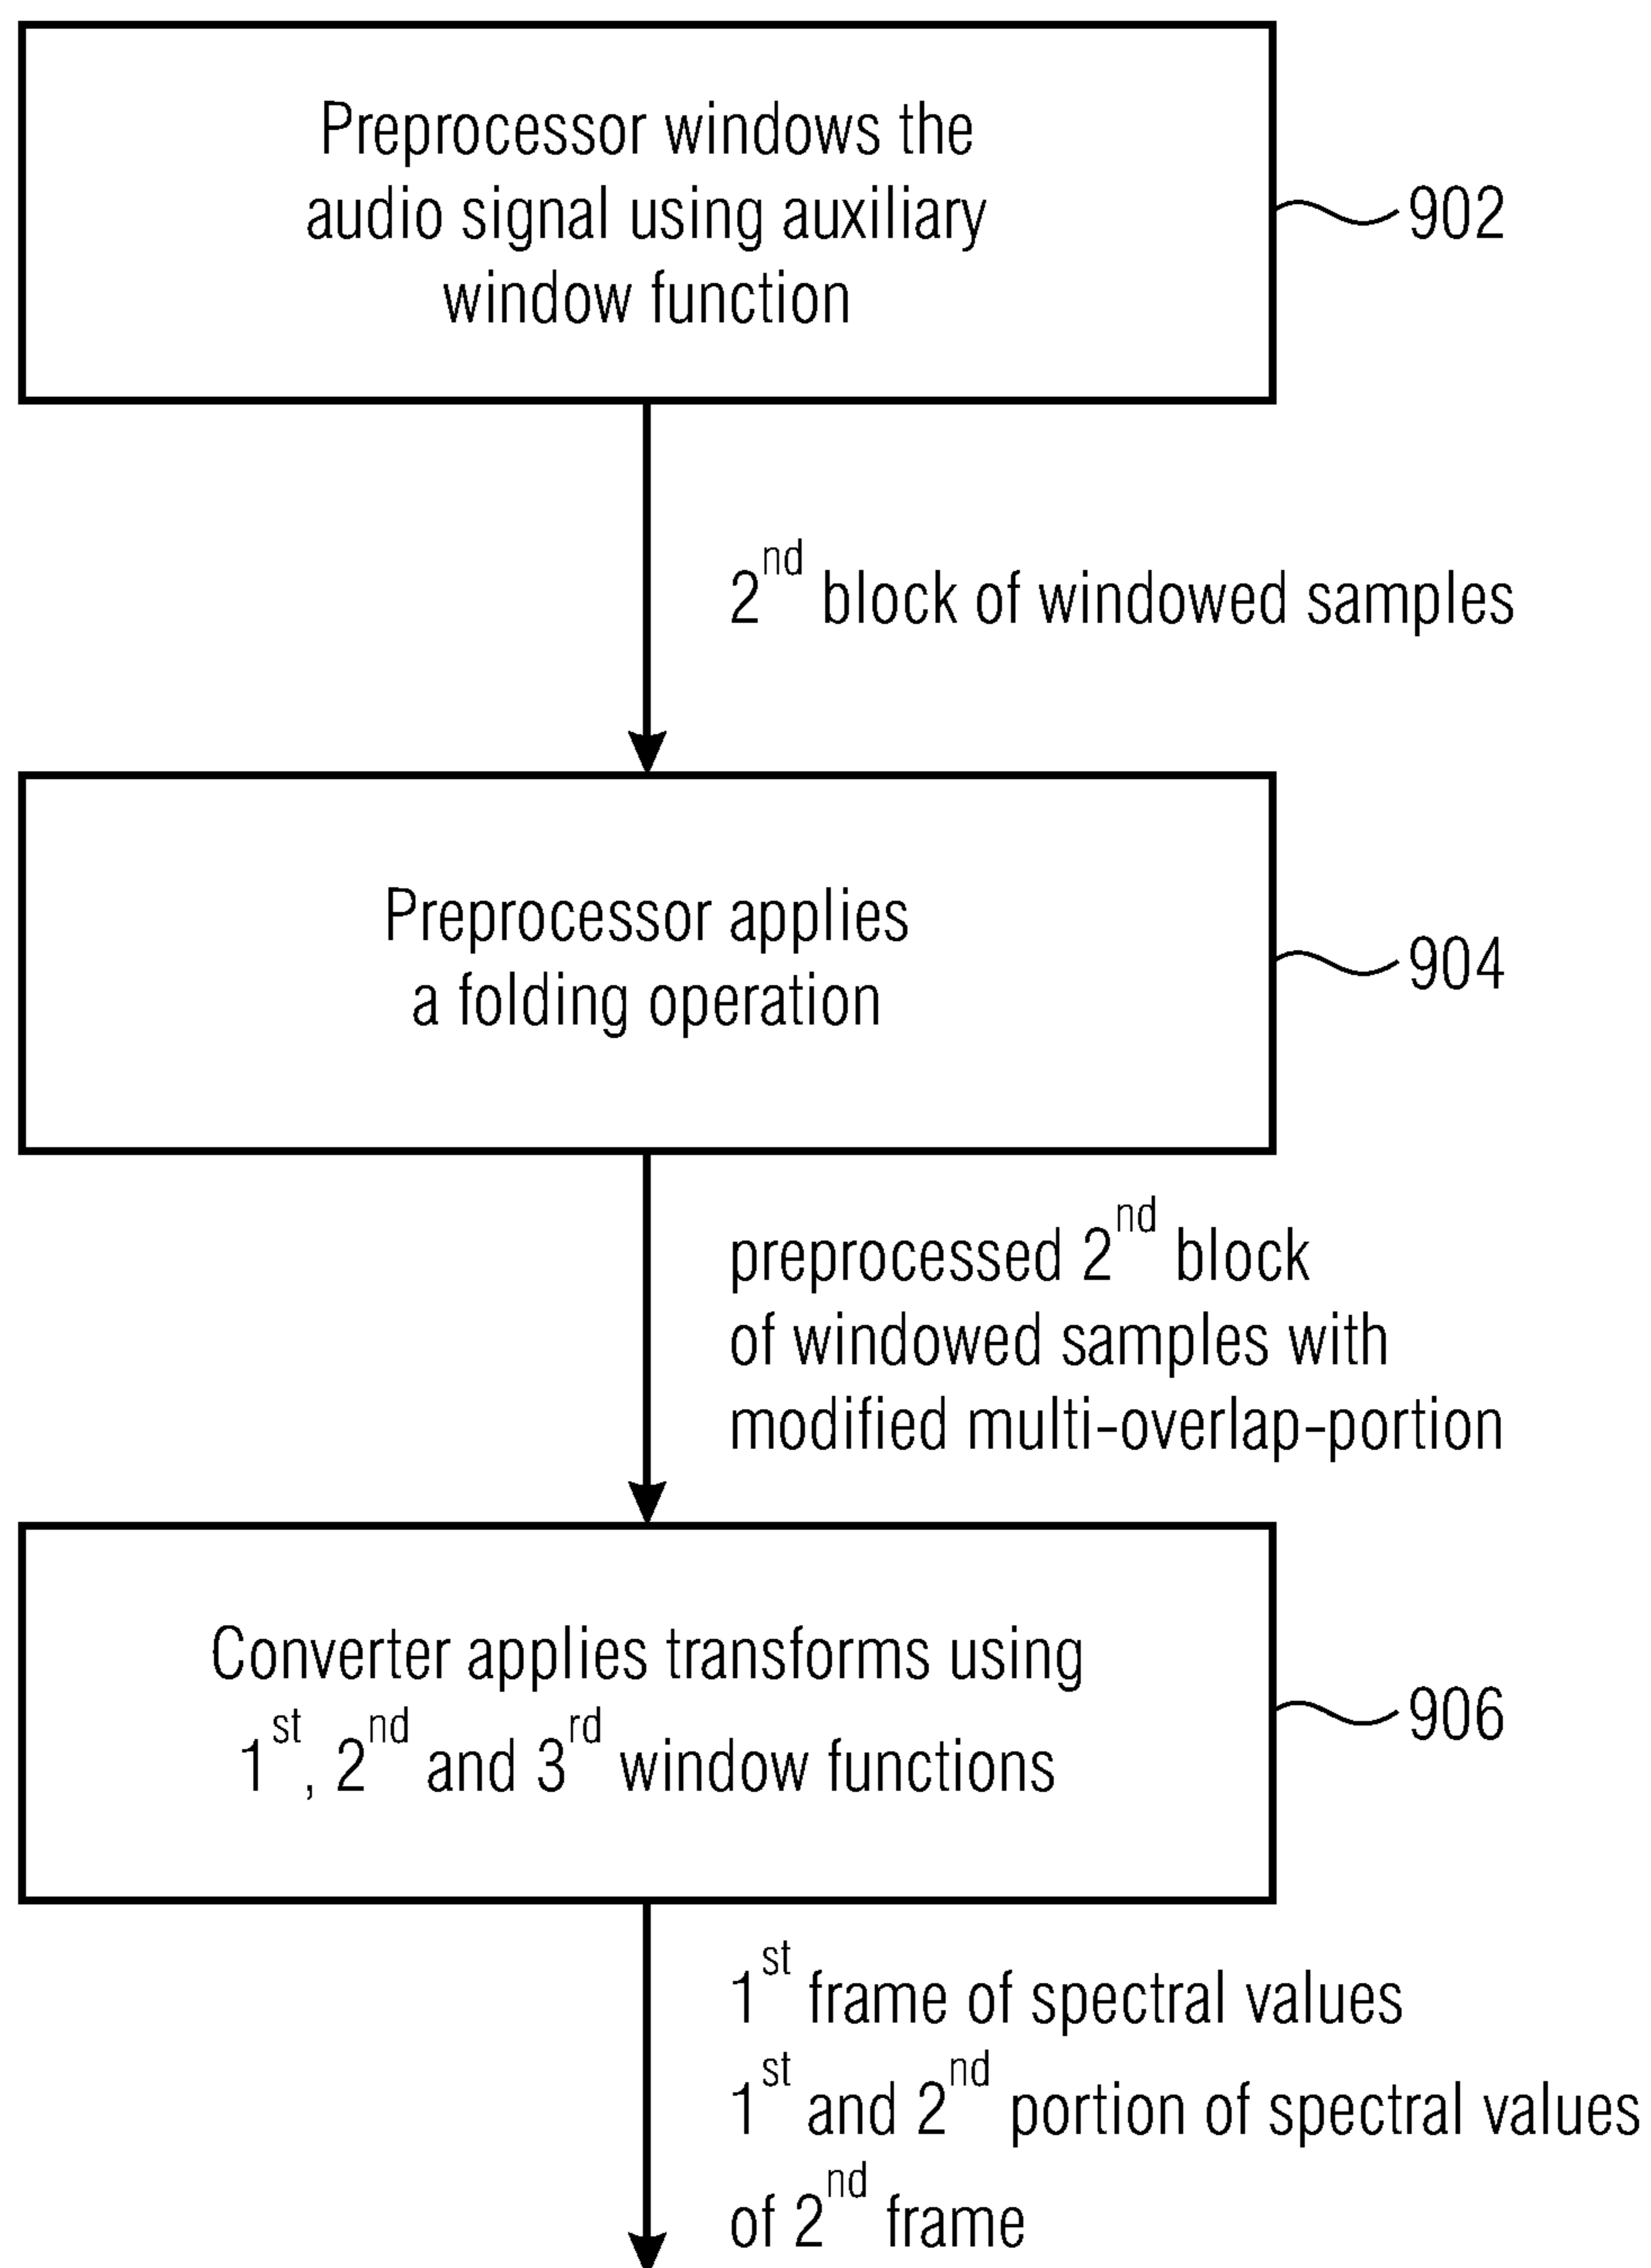 Preprocessor windows the
audio signal using auxiliary
window function
902
2nd block of windowed samples
Preprocessor applies
a folding operation
904
preprocessed 2nd block
of windowed samples with
modified multi-overlap-portion
Converter applies transforms using
1st, 2nd and 3rd window functions
906
1st frame of spectral values
1st and 2nd portion of spectral values
of 2nd frame